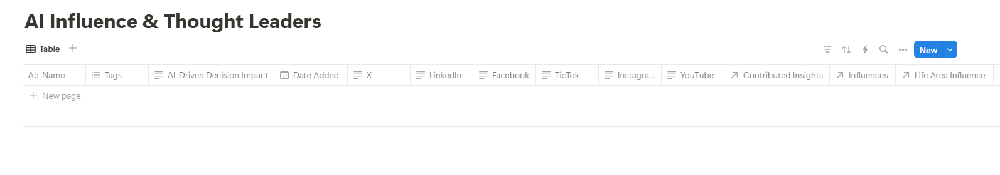 AI Influence & Thought Leaders
Table
New
Aa Name Tags AI-Driven Decision Impact Date Added X LinkedIn Facebook TicTok Instagra... YouTube Contributed Insights Influences Life Area Influence
New page